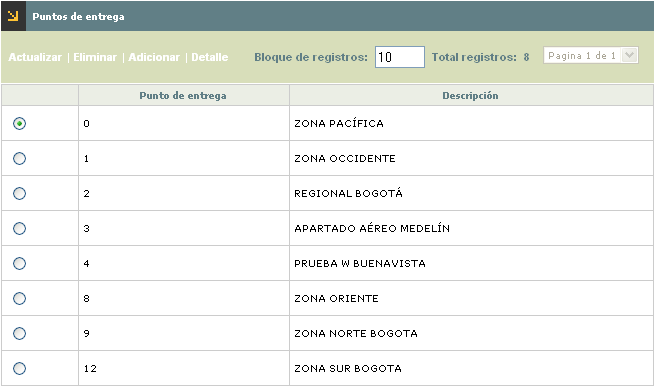 Puntos de entrega
Actualizar | Eliminar | Adicionar | Detalle Bloque de registros: 10 Total registros: 8 Pagina 1 de 1
Punto de entrega Descripción
0 ZONA PACÍFICA
1 ZONA OCCIDENTE
2 REGIONAL BOGOTÁ
3 APARTADO AÉREO MEDELÍN
4 PRUEBA W BUENAVISTA
8 ZONA ORIENTE
9 ZONA NORTE BOGOTA
12 ZONA SUR BOGOTA